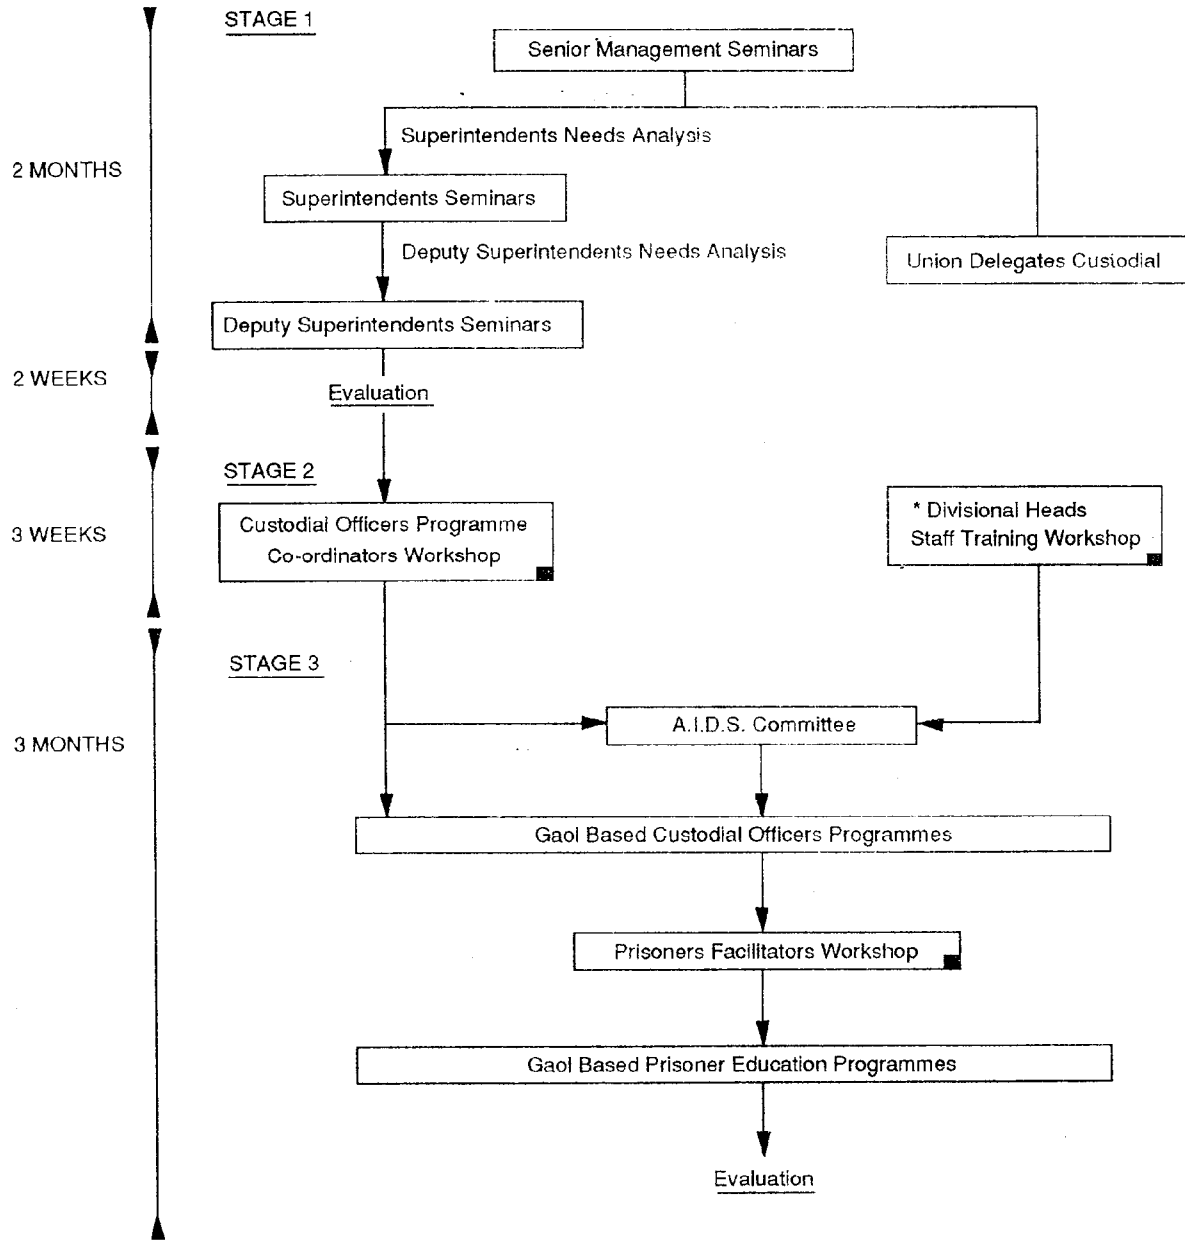 STAGE 1
Senior Management Seminars
Superintendents Needs Analysis
2 MONTHS
Superintendents Seminars
Deputy Superintendents Needs Analysis
Union Delegates Custodial
Deputy Superintendents Seminars
2 WEEKS
Evaluation
STAGE 2
3 WEEKS
Custodial Officers Programme
Co-ordinators Workshop
* Divisional Heads
Staff Training Workshop
STAGE 3
3 MONTHS
A.I.D.S. Committee
Gaol Based Custodial Officers Programmes
Prisoners Facilitators Workshop
Gaol Based Prisoner Education Programmes
Evaluation